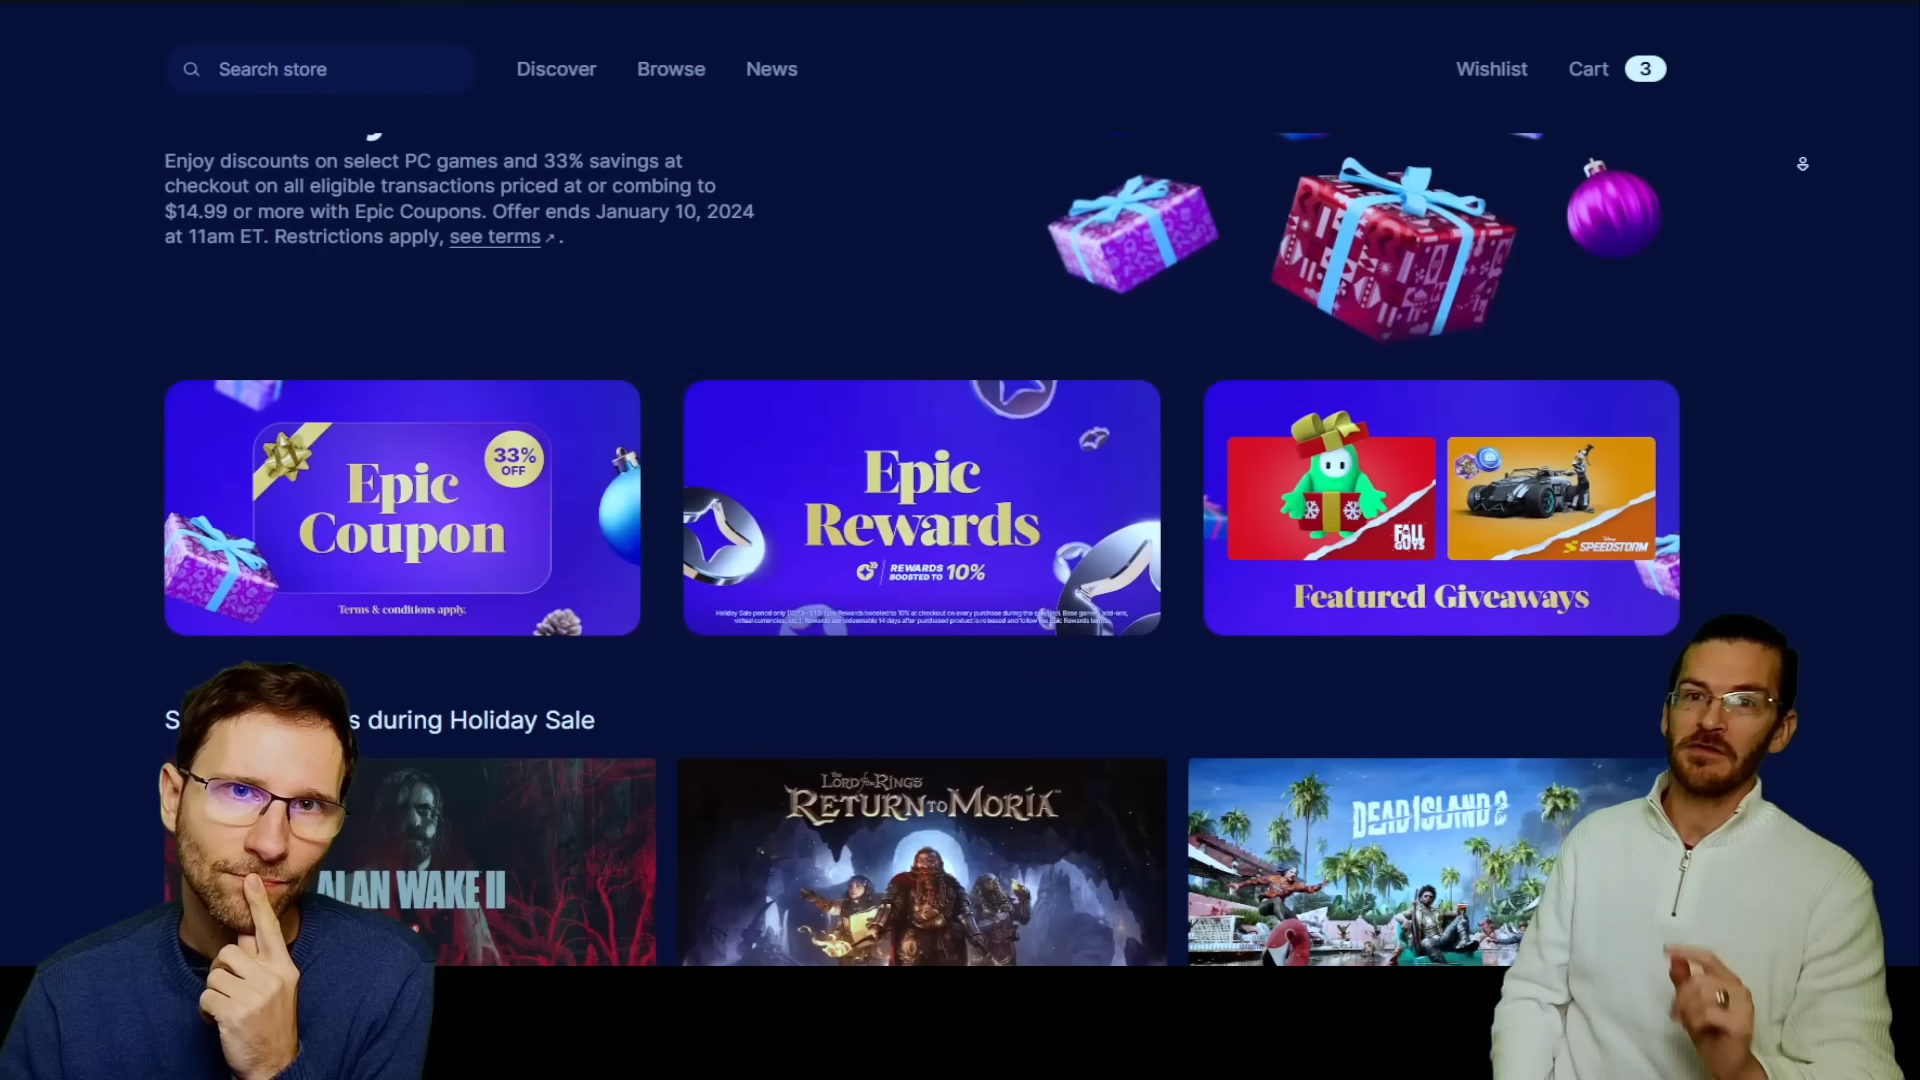 Search store
Discover
Browse
News
Wishlist
Cart
3
Enjoy discounts on select PC games and 33% savings at
checkout on all eligible transactions priced at or combing to
$14.99 or more with Epic Coupons. Offer ends January 10, 2024
at 11am ET. Restrictions apply, see terms↗.
Epic
Coupon
33%
OFF
Terms & conditions apply.
Epic
Rewards
REWARDS
BOOSTED TO 10%
FALL
GUYS
Disney
SPEEDSTORM
Featured Giveaways
s during Holiday Sale
ALAN WAKE II
The
LORD of the RINGS
RETURN TO MORIA
DEAD ISLAND 2